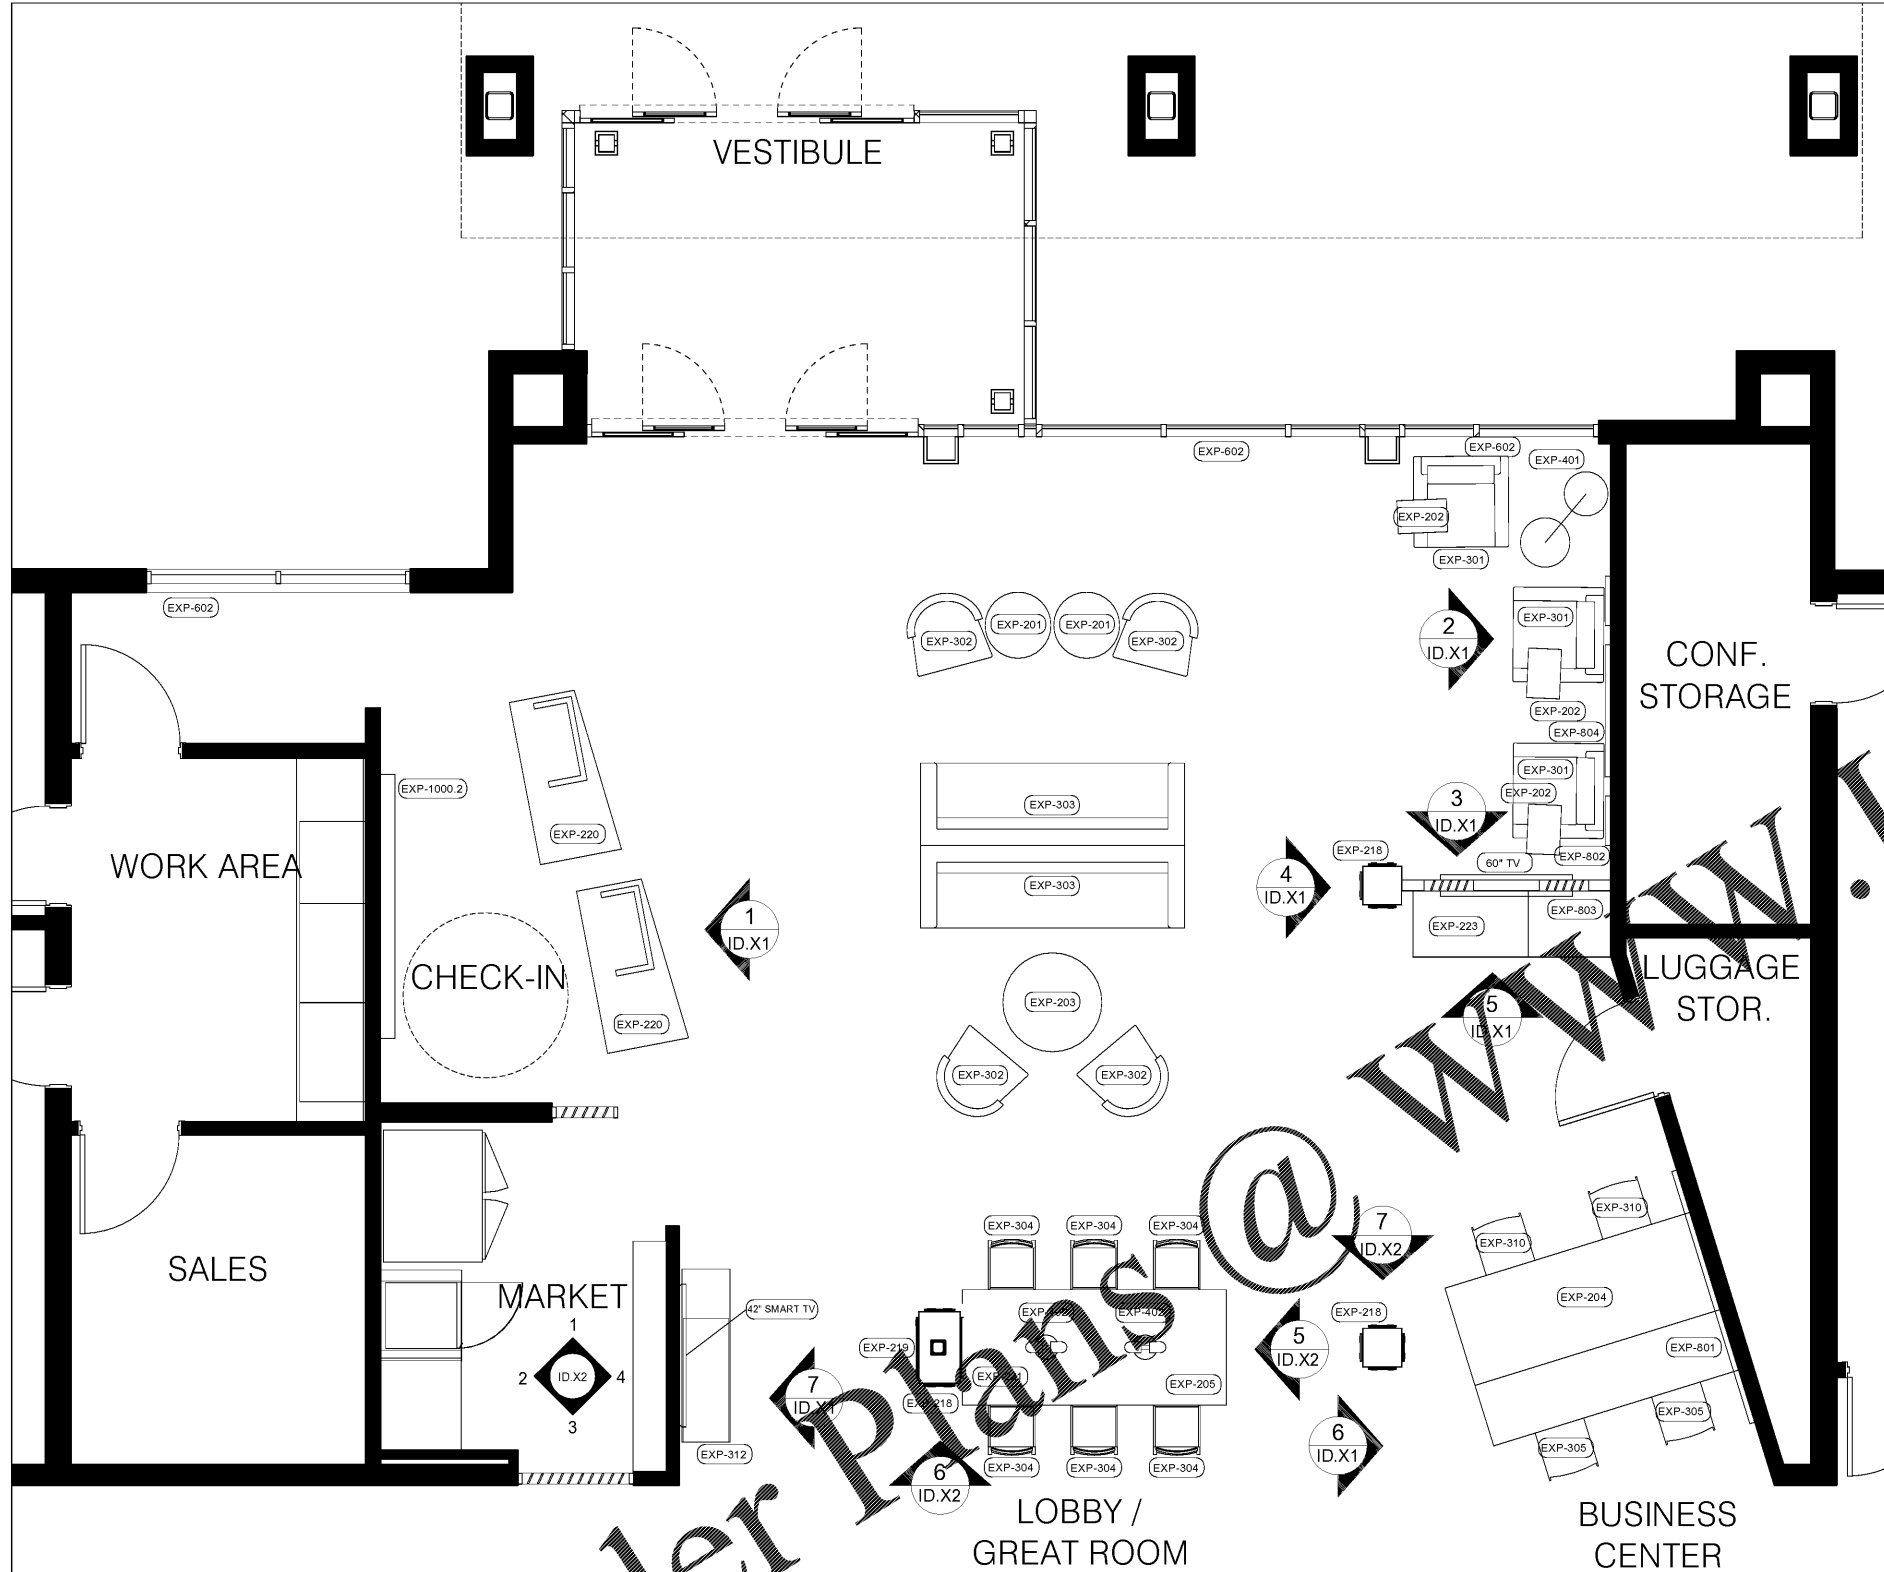 VESTIBULE
EXP-602
EXP-602
EXP-401
EXP-202
EXP-301
EXP-602
EXP-302
EXP-201
EXP-201
EXP-302
2
ID.X1
EXP-301
CONF.
STORAGE
EXP-202
EXP-804
EXP-301
EXP-1000.2
EXP-202
EXP-303
3
ID.X1
EXP-220
WORK AREA
EXP-218
60" TV
EXP-802
4
ID.X1
EXP-303
EXP-803
1
ID.X1
EXP-223
CHECK-IN
LUGGAGE
STOR.
EXP-203
5
ID.X1
EXP-220
EXP-302
EXP-302
EXP-310
EXP-304
EXP-304
EXP-304
7
ID.X2
EXP-310
SALES
MARKET
EXP-204
42" SMART TV
EXP-402
EXP-218
1
2
ID.X2
4
3
EXP-219
5
ID.X2
EXP-801
EXP-205
7
ID.X1
EXP-218
EXP-305
EXP-305
EXP-312
6
ID.X1
EXP-304
EXP-304
EXP-304
6
ID.X2
LOBBY /
GREAT ROOM
BUSINESS
CENTER
Plans @ www.